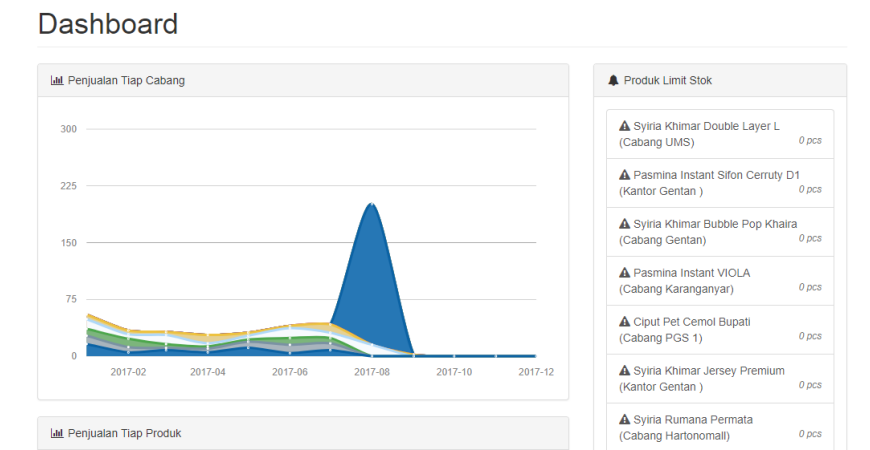 Dashboard
Penjualan Tiap Cabang
300
225
150
75
0
2017-02
2017-04
2017-06
2017-08
2017-10
2017-12
Penjualan Tiap Produk
Produk Limit Stok
Syiria Khimar Double Layer L
(Cabang UMS)
0 pcs
Pasmina Instant Sifon Cerruty D1
(Kantor Gentan )
0 pcs
Syiria Khimar Bubble Pop Khaira
(Cabang Gentan)
0 pcs
Pasmina Instant VIOLA
(Cabang Karanganyar)
0 pcs
Ciput Pet Cemol Bupati
(Cabang PGS 1)
0 pcs
Syiria Khimar Jersey Premium
(Kantor Gentan )
0 pcs
Syiria Rumana Permata
(Cabang Hartonomall)
0 pcs